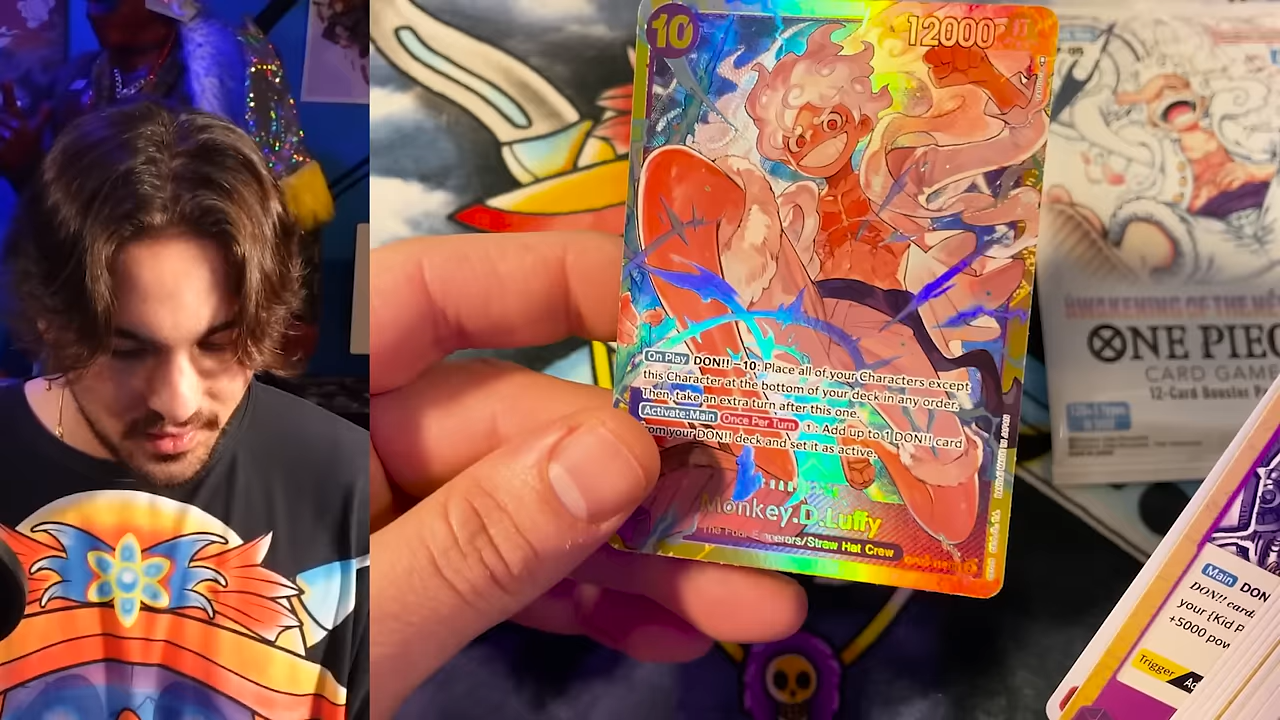 10
12000
On Play DON!! −10: Place all of your Characters except
this Character at the bottom of your deck in any order.
Then, take an extra turn after this one.
Activate:Main Once Per Turn ①: Add up to 1 DON!! card
from your DON!! deck and set it as active.
Monkey.D.Luffy
The Four Emperors/Straw Hat Crew
AWAKENING OF THE NE
ONE PIEC
CARD GAME
12-Card Booster P
Main DON
DON!! card
your {Kid P
+5000 pow
Trigger Ac